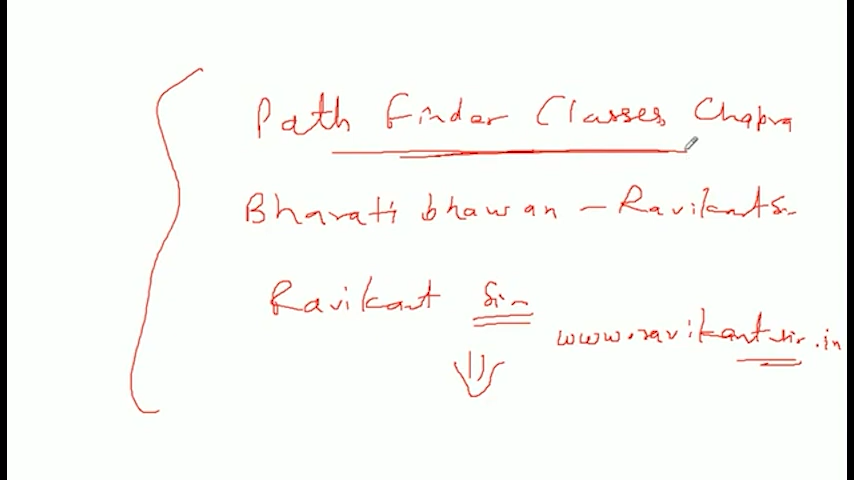 Path Finder Classes Chapra
Bharati bhawan - Ravikant Sir
Ravikant Sir
www.ravikantsir.in